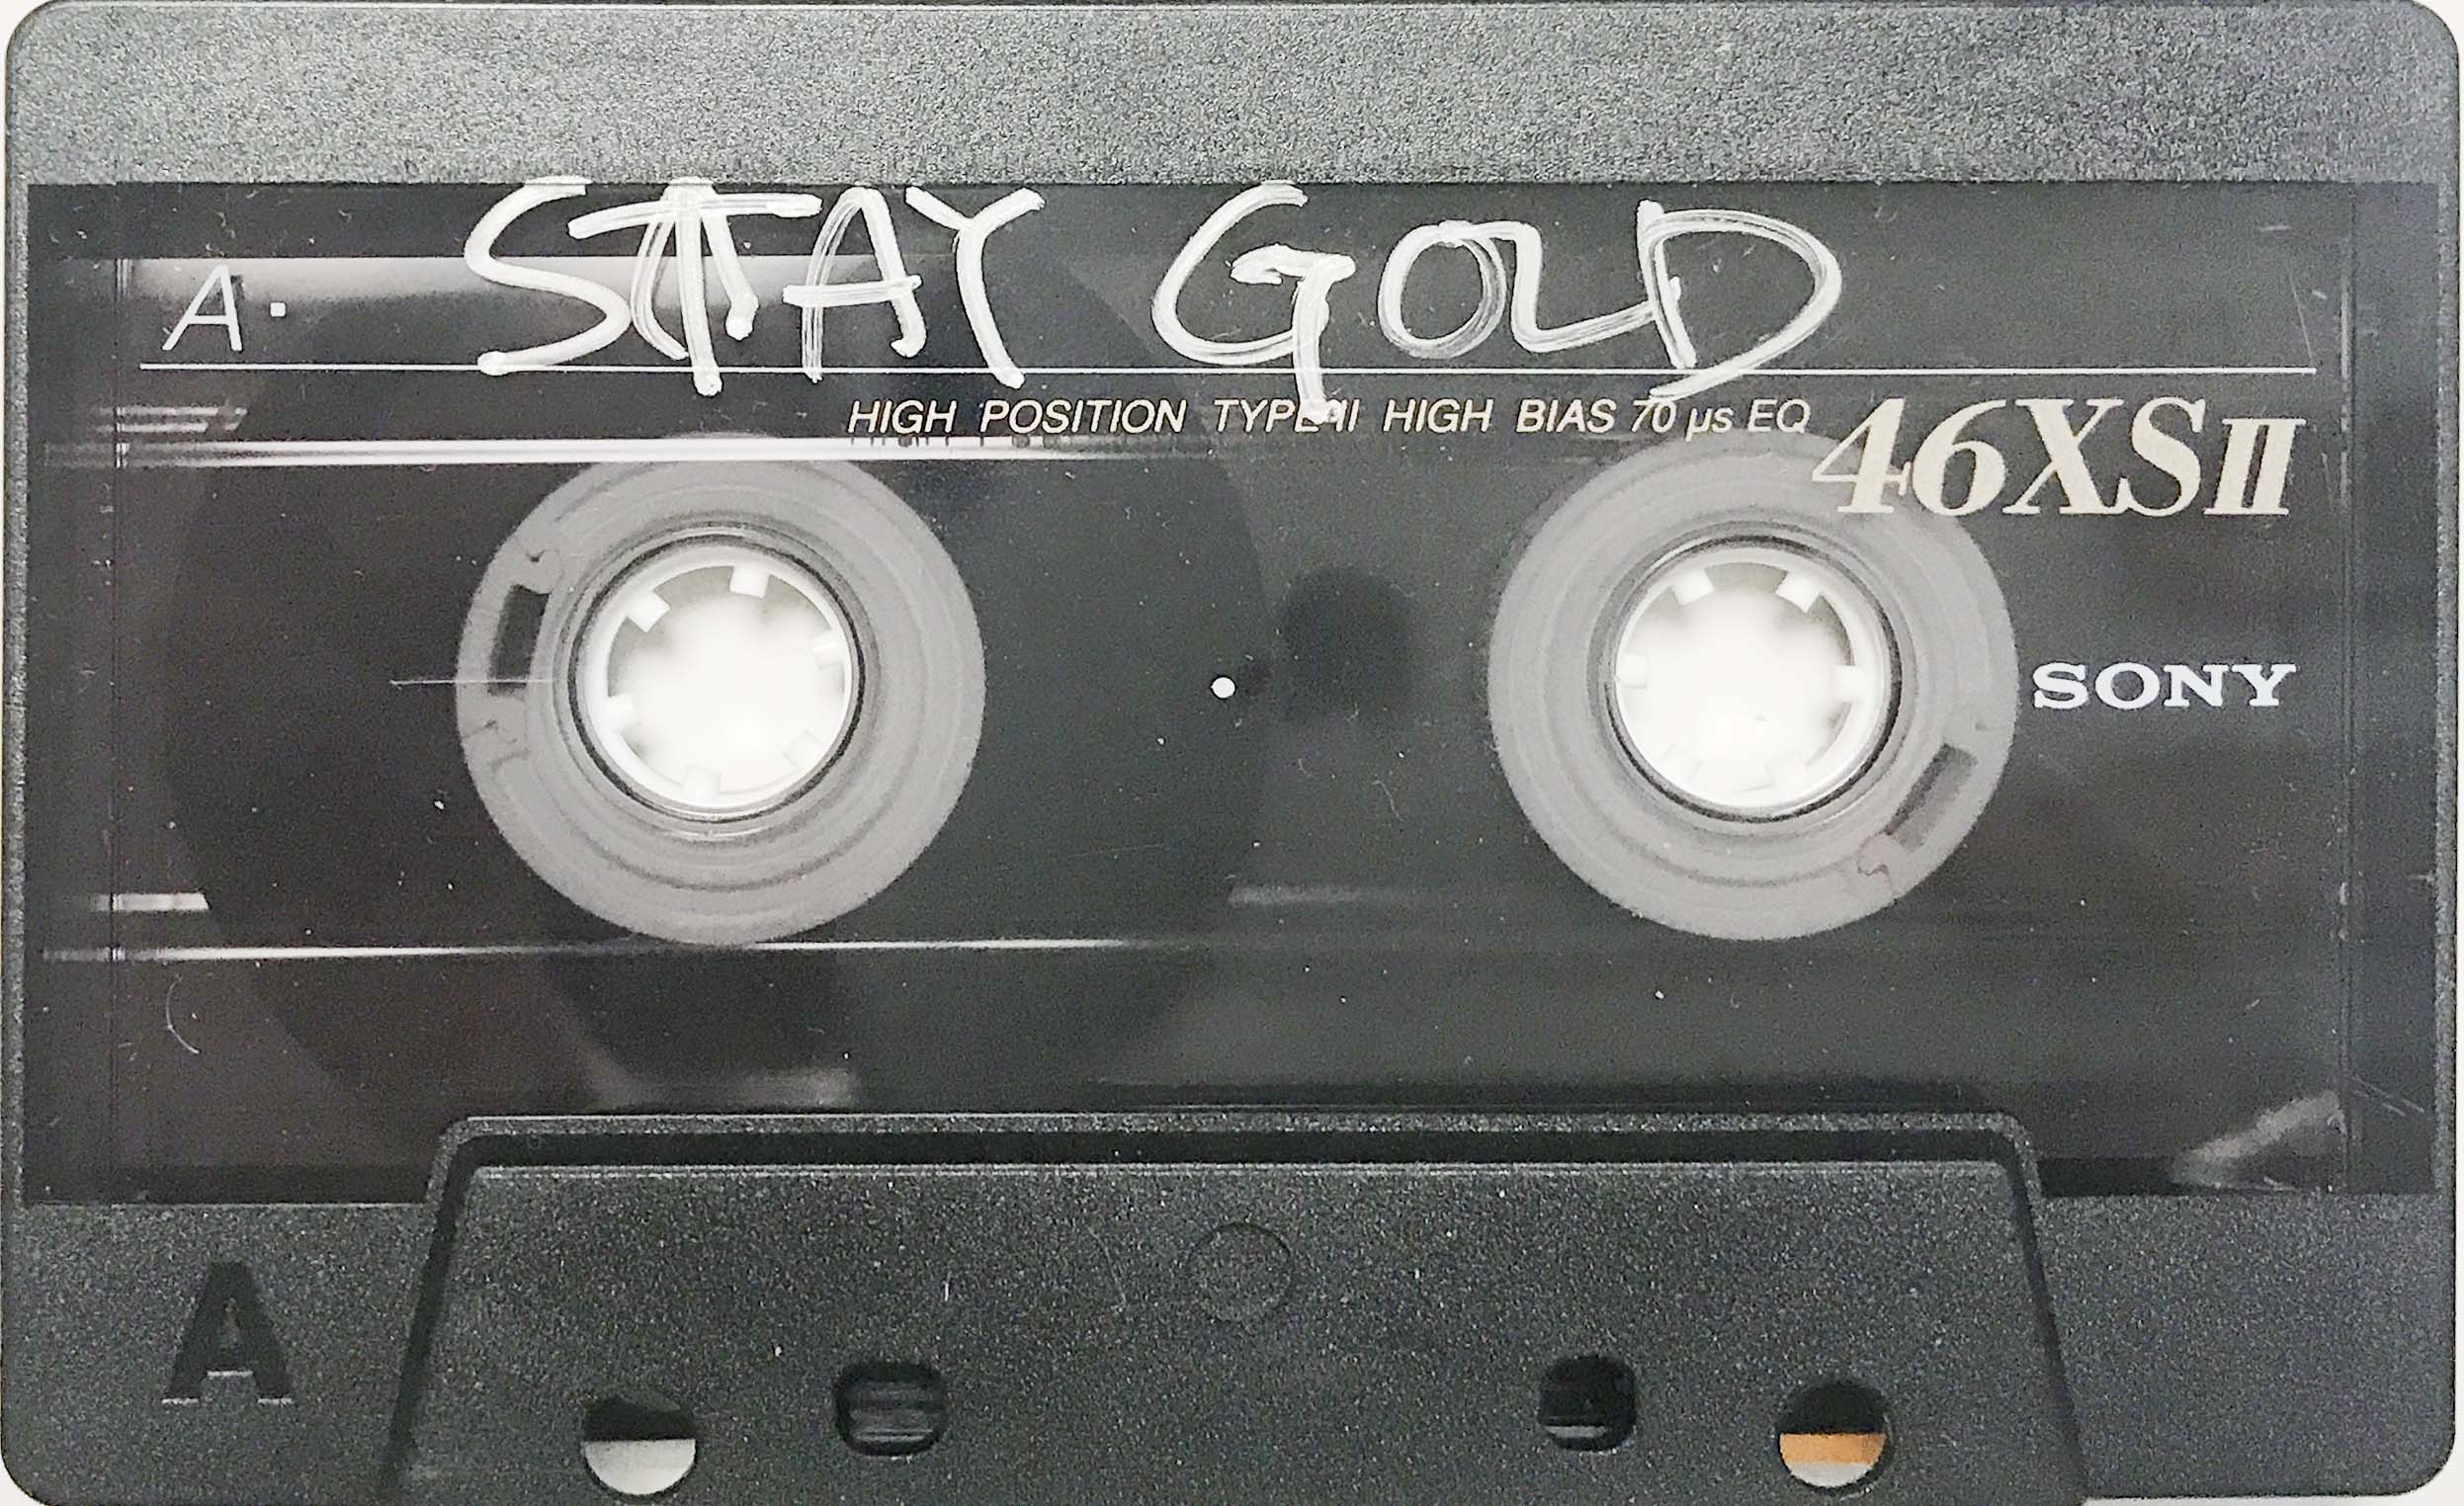 STAY GOLD
A·
HIGH POSITION TYPE II HIGH BIAS 70 µs EQ
46XSII
SONY
A